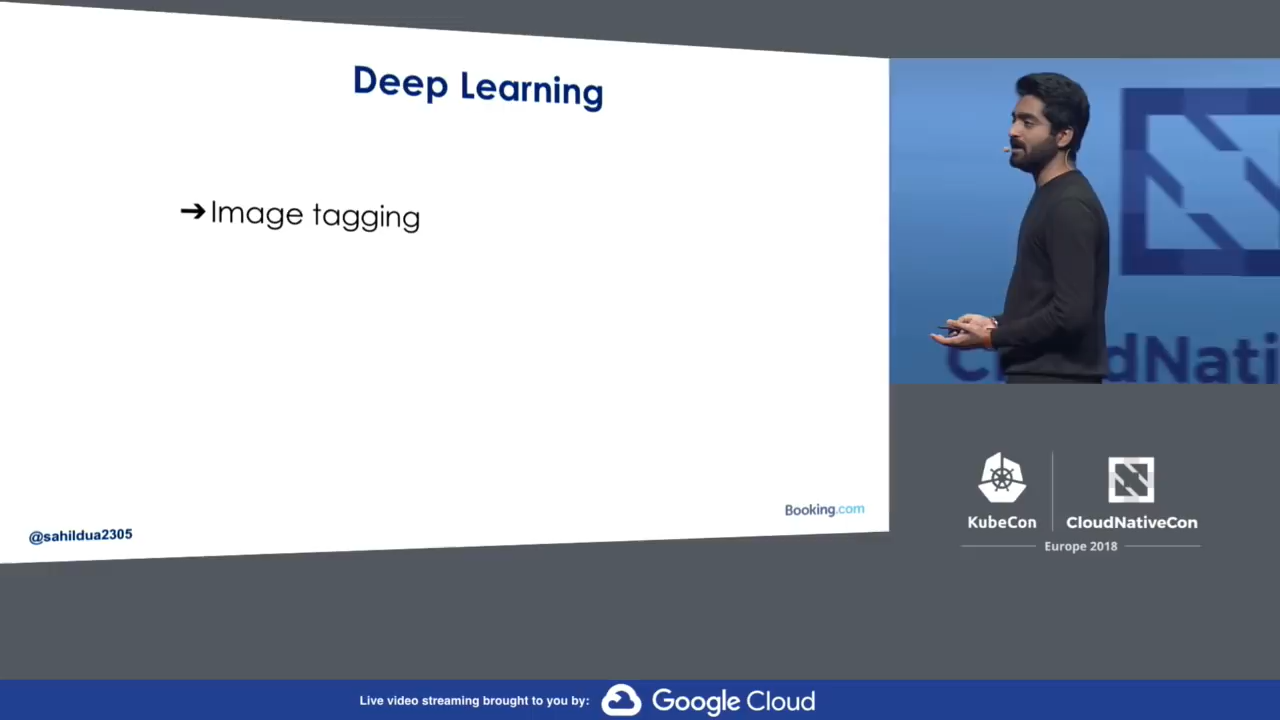 Deep Learning
➔Image tagging
@sahildua2305
Booking.com
CloudNati
KubeCon
CloudNativeCon
Europe 2018
Live video streaming brought to you by:
Google Cloud